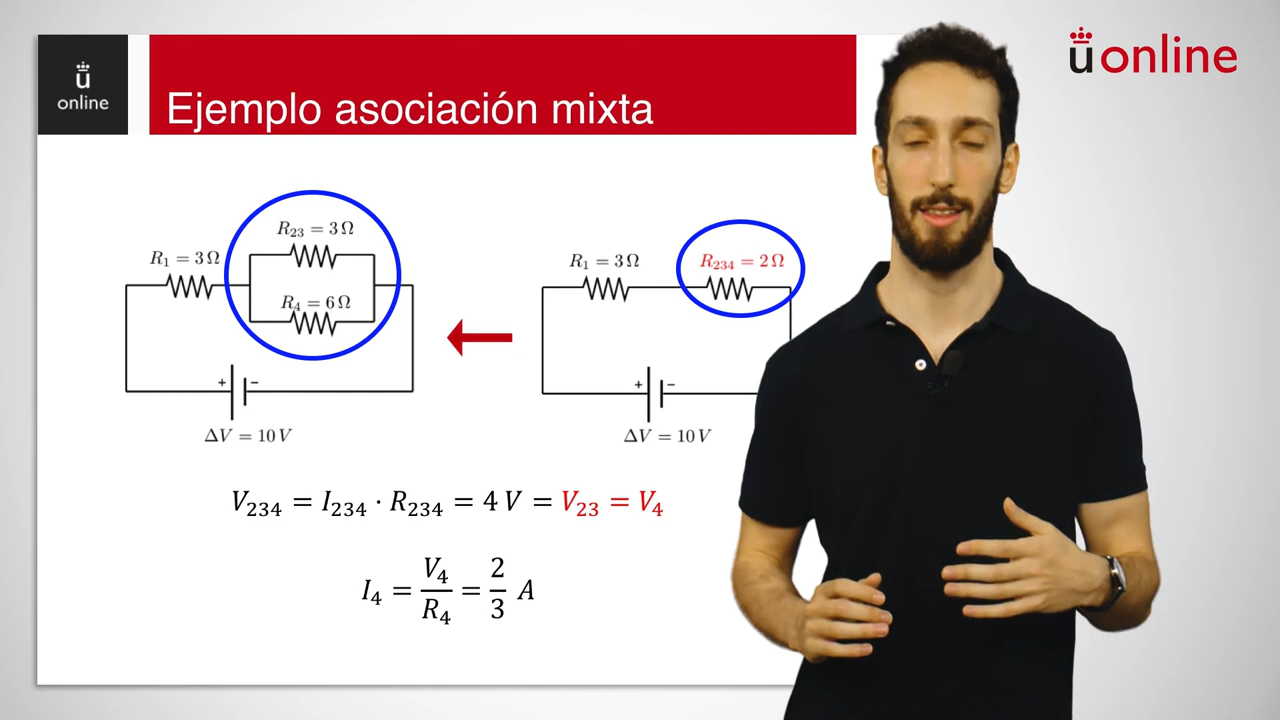 ü
online
Ejemplo asociación mixta
üonline
R₂₃ = 3 Ω
R₁ = 3 Ω
R₄ = 6 Ω
+ −
ΔV = 10 V
R₁ = 3 Ω
R₂₃₄ = 2 Ω
+ −
ΔV = 10 V
V₂₃₄ = I₂₃₄ · R₂₃₄ = 4 V = V₂₃ = V₄
I₄ = V₄/R₄ = 2/3 A